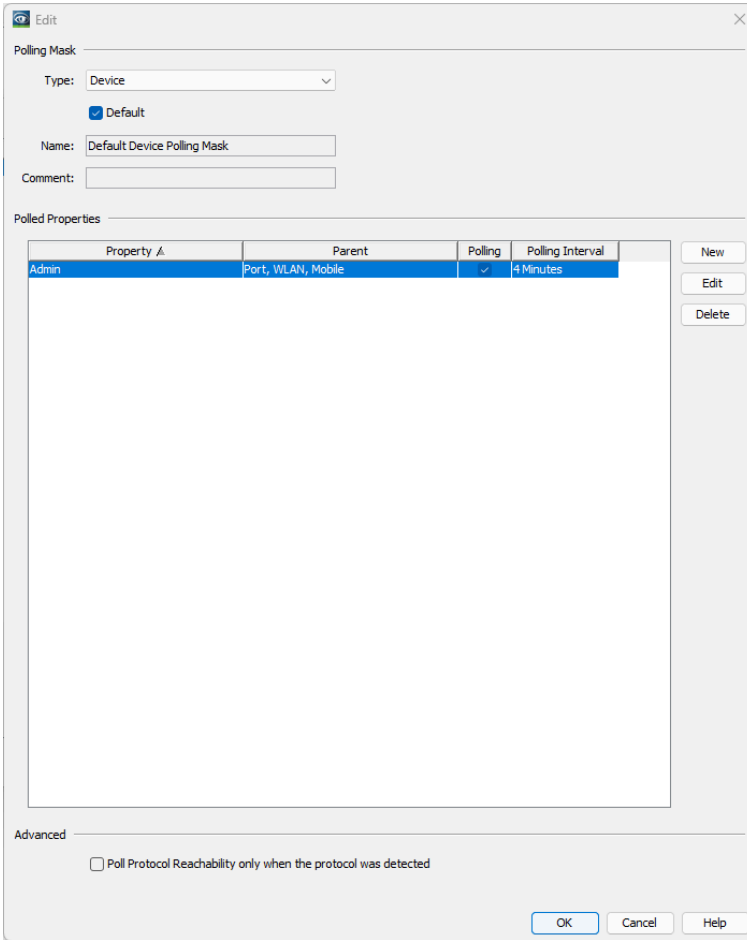 Edit
Polling Mask
Type: Device
Default
Name: Default Device Polling Mask
Comment:
Polled Properties
Property Parent Polling Polling Interval
Admin Port, WLAN, Mobile 4 Minutes
New
Edit
Delete
Advanced
Poll Protocol Reachability only when the protocol was detected
OK Cancel Help